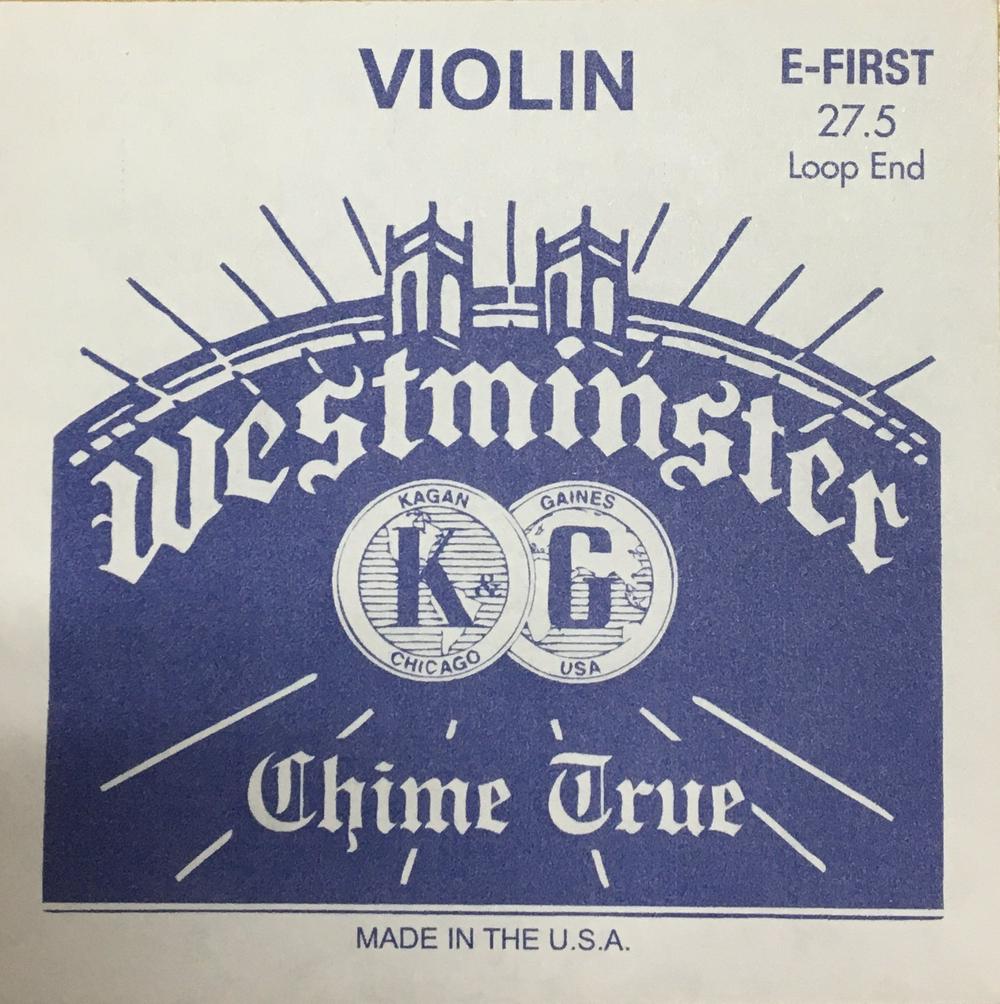 VIOLIN
E-FIRST
27.5
Loop End
Westminster
KAGAN
K &
CHICAGO
GAINES
G
USA
Chime True
MADE IN THE U.S.A.